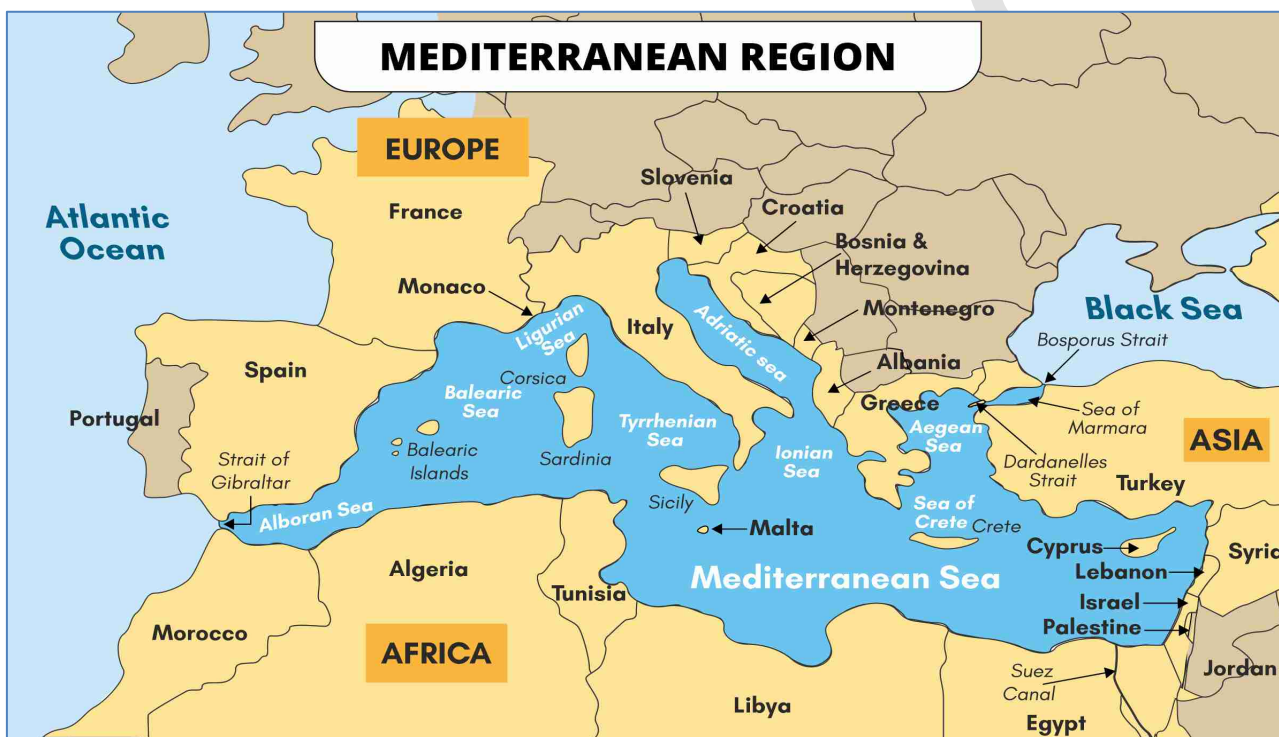 MEDITERRANEAN REGION
EUROPE
Slovenia
France
Croatia
Atlantic
Ocean
Bosnia &
Herzegovina
Monaco
Montenegro
Black Sea
Ligurian
Sea
Italy
Adriatic sea
Bosporus Strait
Spain
Corsica
Albania
Portugal
Balearic
Sea
Tyrrhenian
Sea
Greece
Aegean
Sea
Sea of
Marmara
ASIA
Balearic
Islands
Sardinia
Ionian
Sea
Dardanelles
Strait
Strait of
Gibraltar
Sicily
Turkey
Alboran Sea
Malta
Sea of
Crete
Crete
Cyprus
Syria
Algeria
Mediterranean Sea
Lebanon
Tunisia
Israel
Morocco
Palestine
AFRICA
Suez
Canal
Jordan
Libya
Egypt